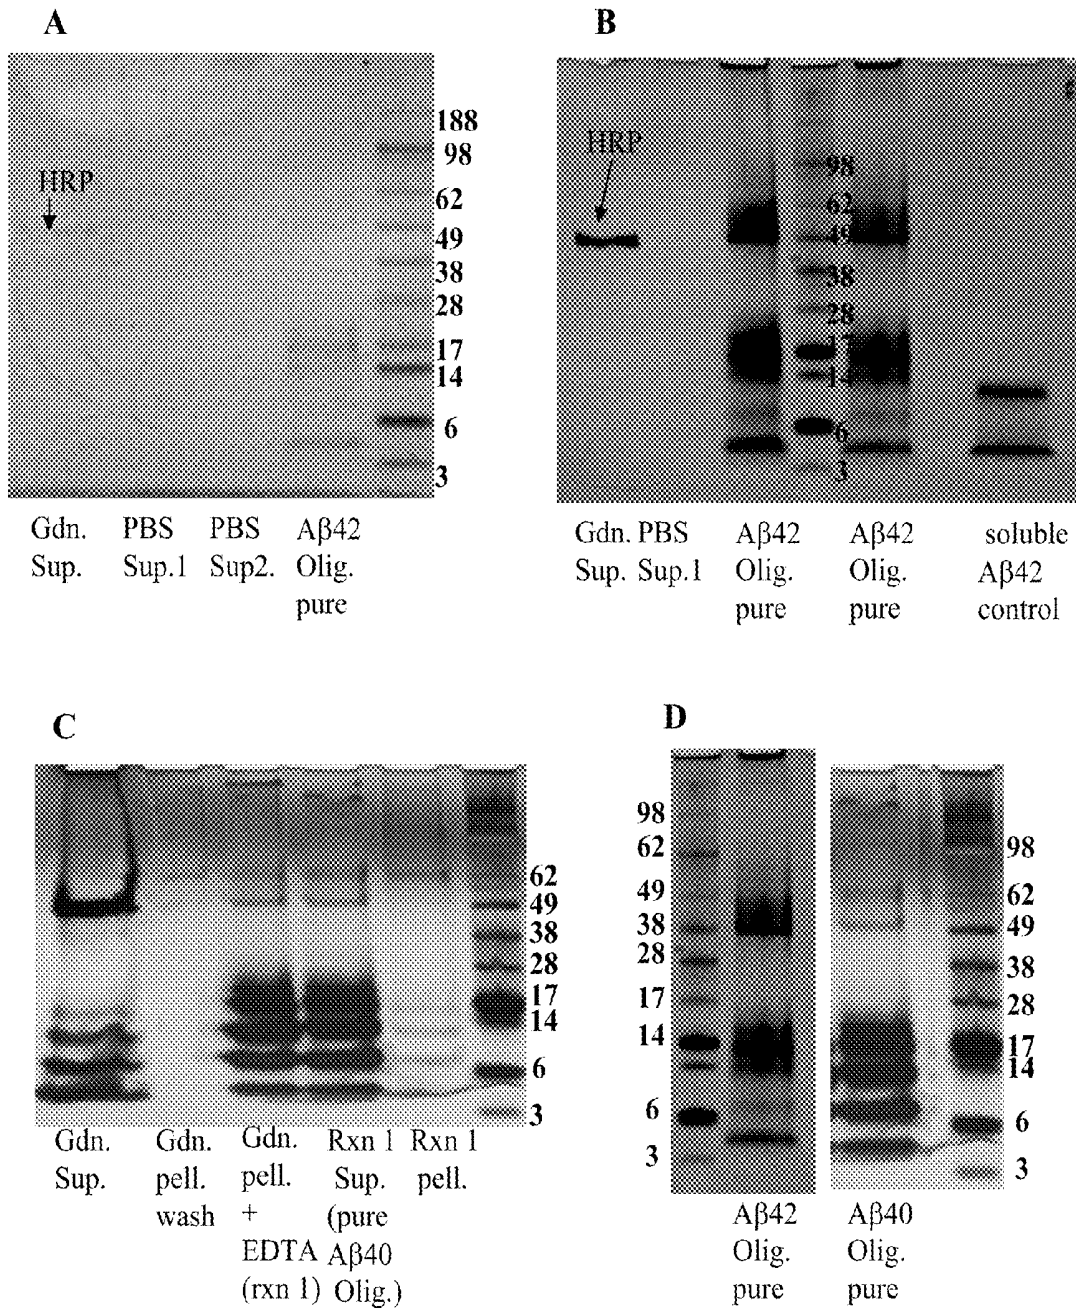 A
HRP
188
98
62
49
38
28
17
14
6
3
Gdn. PBS PBS Aβ42
Sup. Sup.1 Sup2. Olig.
pure
B
HRP
98
62
49
38
28
17
14
6
3
Gdn. PBS Aβ42 Aβ42 soluble
Sup. Sup.1 Olig. Olig. Aβ42
pure pure control
C
62
49
38
28
17
14
6
3
Gdn. Gdn. Gdn. Rxn 1 Rxn 1
Sup. pell. pell. Sup. pell.
wash + (pure
EDTA Aβ40
(rxn 1) Olig.)
D
98
62
49
38
28
17
14
6
3
98
62
49
38
28
17
14
6
3
Aβ42 Aβ40
Olig. Olig.
pure pure